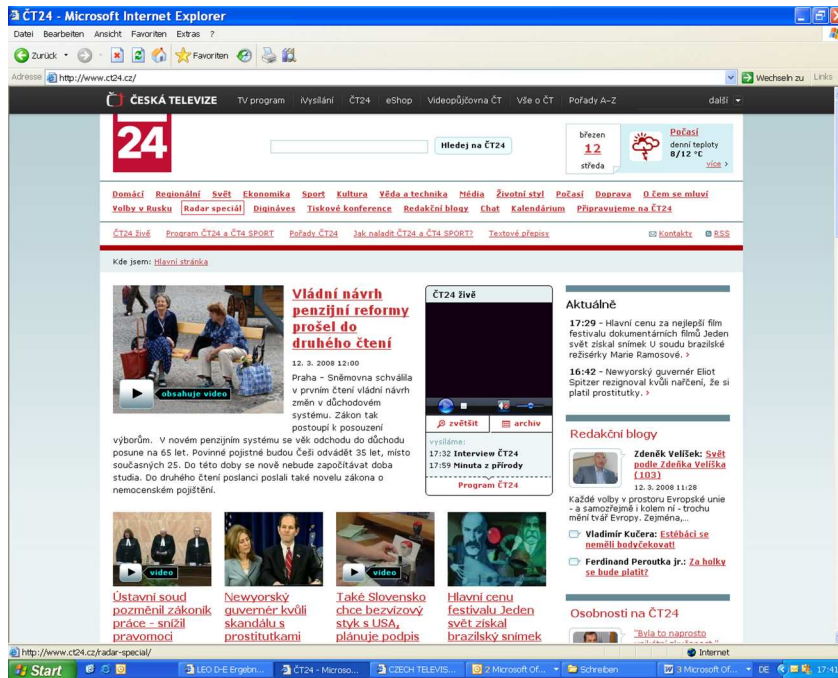 ČT24 - Microsoft Internet Explorer
Datei Bearbeiten Ansicht Favoriten Extras ?
Zurück Favoriten
Adresse http://www.ct24.cz/ Wechseln zu Links
ČESKÁ TELEVIZE TV program iVysílání ČT24 eShop Videopůjčovna ČT Vše o ČT Pořady A-Z další
24
Hledej na ČT24
březen
12
středa
Počasí
denní teploty
8/12 °C
více >
Domácí Regionální Svět Ekonomika Sport Kultura Věda a technika Média Životní styl Počasí Doprava O čem se mluví
Volby v Rusku Radar speciál Digináves Tiskové konference Redakční blogy Chat Kalendárium Připravujeme na ČT24
ČT24 živě Program ČT24 a ČT4 SPORT Pořady ČT24 Jak naladit ČT24 a ČT4 SPORT? Textové přepisy Kontakty RSS
Kde jsem: Hlavní stránka
obsahuje video
Vládní návrh
penzijní reformy
prošel do
druhého čtení
12. 3. 2008 12:00
Praha - Sněmovna schválila
v prvním čtení vládní návrh
změn v důchodovém
systému. Zákon tak
postoupí k posouzení
výborům. V novém penzijním systému se věk odchodu do důchodu
posune na 65 let. Povinné pojistné budou Češi odvádět 35 let, místo
současných 25. Do této doby se nově nebude započítávat doba
studia. Do druhého čtení poslanci poslali také novelu zákona o
nemocenském pojištění.
ČT24 živě
zvětšit archiv
vysíláme:
17:32 Interview ČT24
17:59 Minuta z přírody
Program ČT24
Aktuálně
17:29 - Hlavní cenu za nejlepší film
festivalu dokumentárních filmů Jeden
svět získal snímek U soudu brazilské
režisérky Marie Ramosové. >
16:42 - Newyorský guvernér Eliot
Spitzer rezignoval kvůli nařčení, že si
platil prostitutky. >
Redakční blogy
Zdeněk Velíšek: Svět
podle Zdeňka Velíška
(103)
12. 3. 2008 11:28
Každé volby v prostoru Evropské unie
- a samozřejmě i kolem ní - trochu
mění tvář Evropy. Zejména,...
Vladimír Kučera: Estébáci se
neměli bodyčekovat!
Ferdinand Peroutka jr.: Za holky
se bude platit?
Osobnosti na ČT24
"Byla to naprosto
video
Ústavní soud
pozměnil zákoník
práce - snížil
pravomoci
Newyorský
guvernér kvůli
skandálu s
prostitutkami
video
Také Slovensko
chce bezvízový
styk s USA,
plánuje podpis
Hlavní cenu
festivalu Jeden
svět získal
brazilský snímek
http://www.ct24.cz/radar-special/ Internet
Start LEO D-E Ergebn... ČT24 - Microso... CZECH TELEVIS... 2 Microsoft Of... Schreiben 3 Microsoft Of... DE 17:41